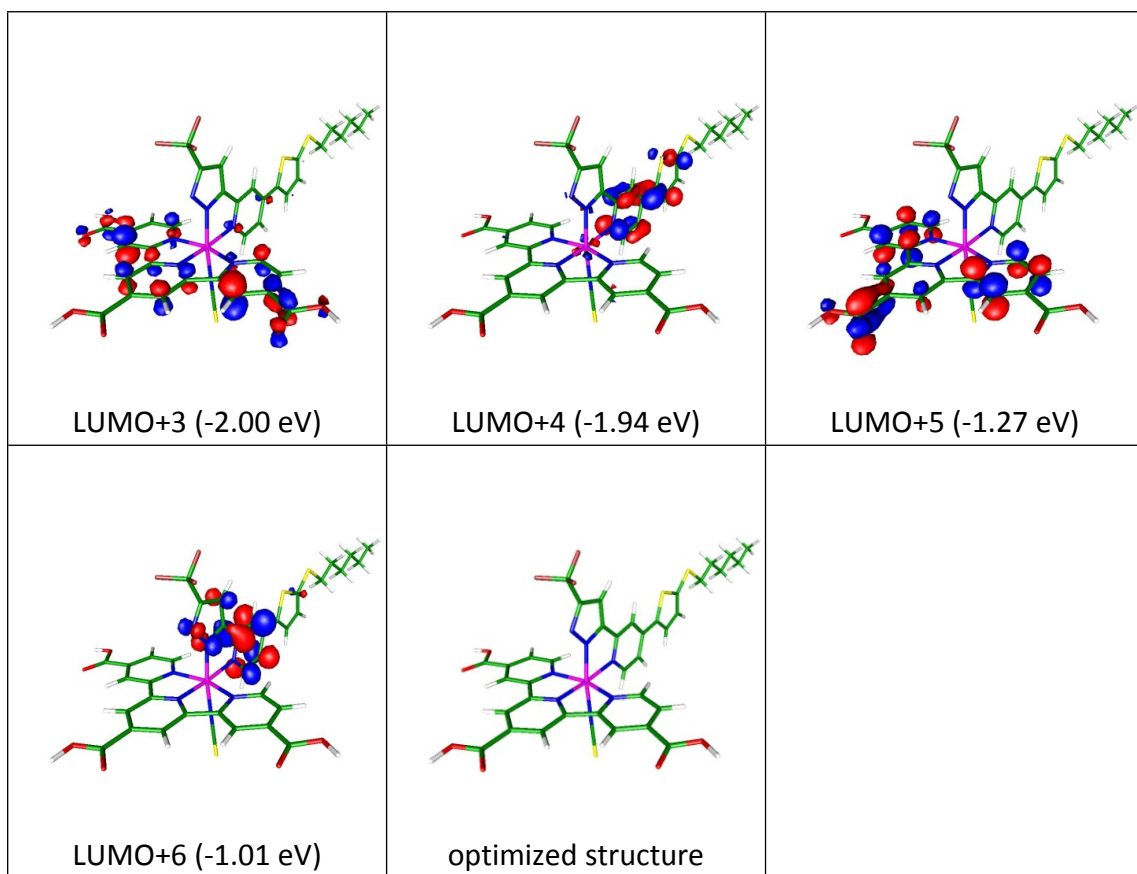 LUMO+3 (-2.00 eV)
LUMO+4 (-1.94 eV)
LUMO+5 (-1.27 eV)
LUMO+6 (-1.01 eV)
optimized structure